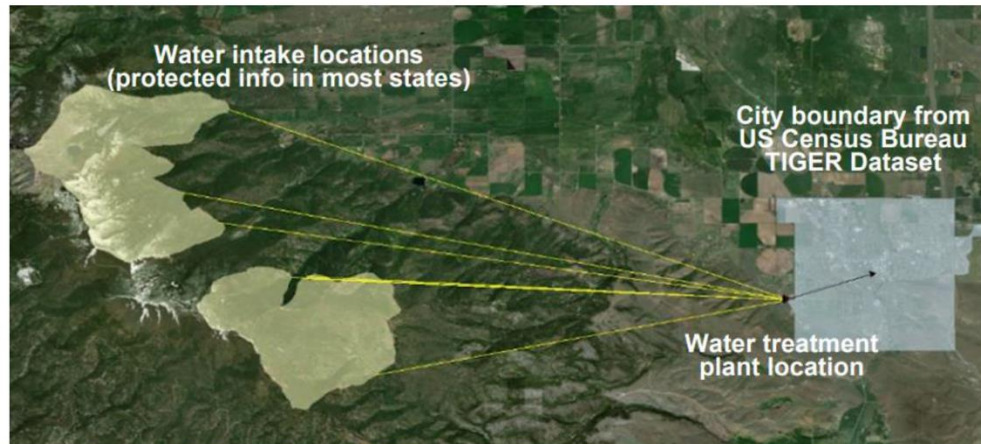 Water intake locations
(protected info in most states)
City boundary from
US Census Bureau
TIGER Dataset
Water treatment
plant location